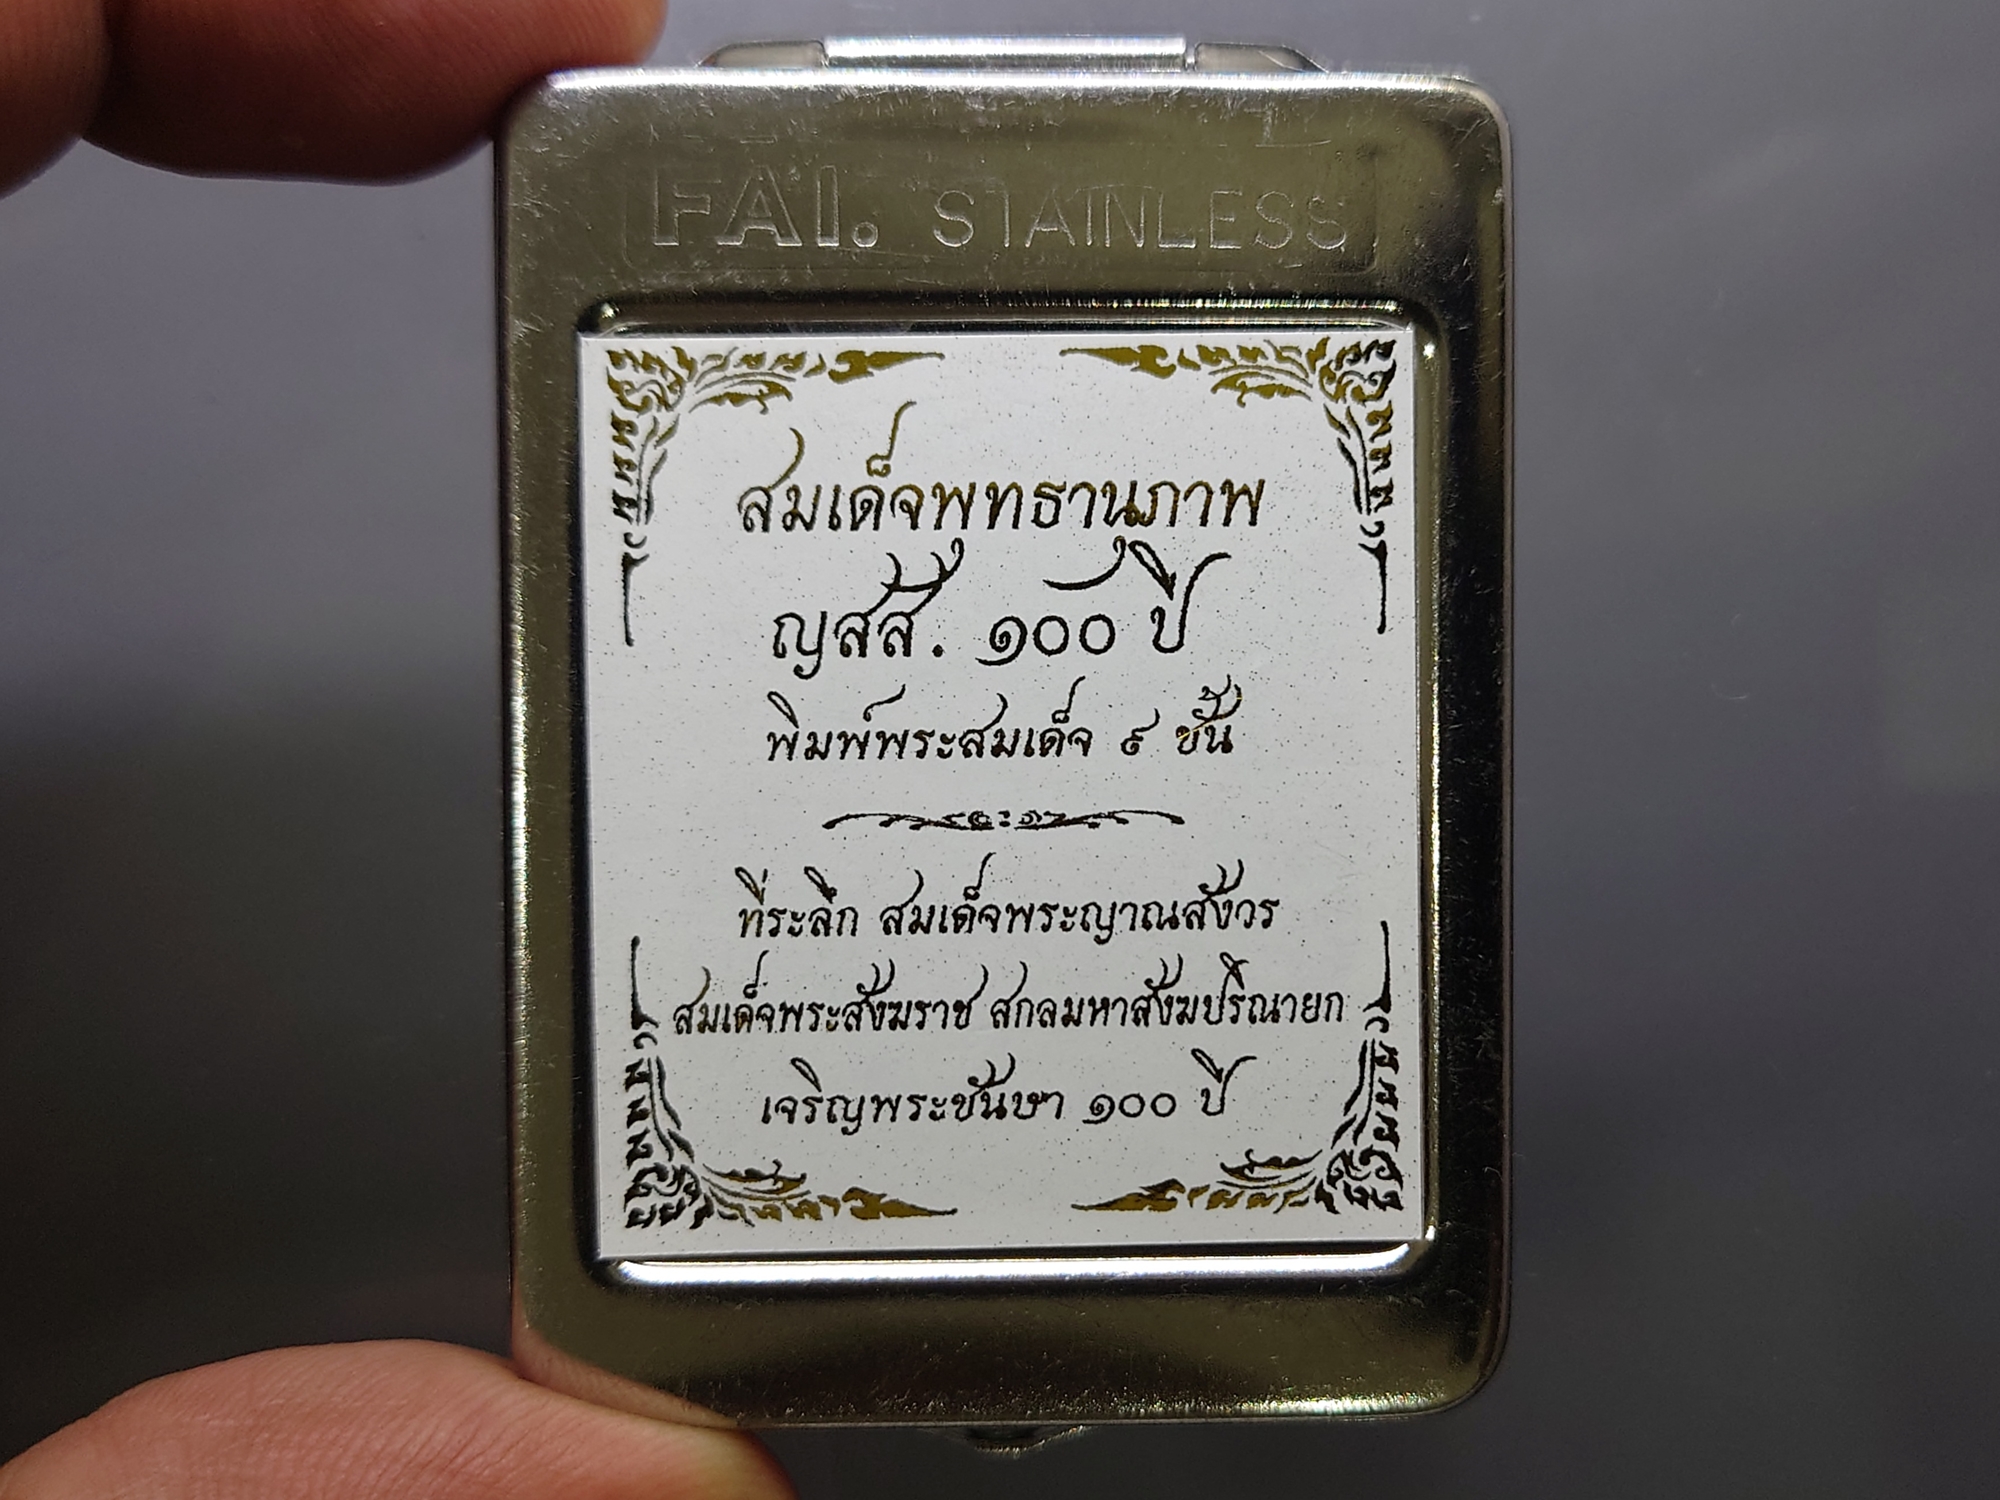 FAI. STAINLESS
สมเด็จพุทธานุภาพ
ญสส. ๑๐๐ ปี
พิมพ์พระสมเด็จ ๙ ชั้น
ที่ระลึก สมเด็จพระญาณสังวร
สมเด็จพระสังฆราช สกลมหาสังฆปริณายก
เจริญพระชันษา ๑๐๐ ปี